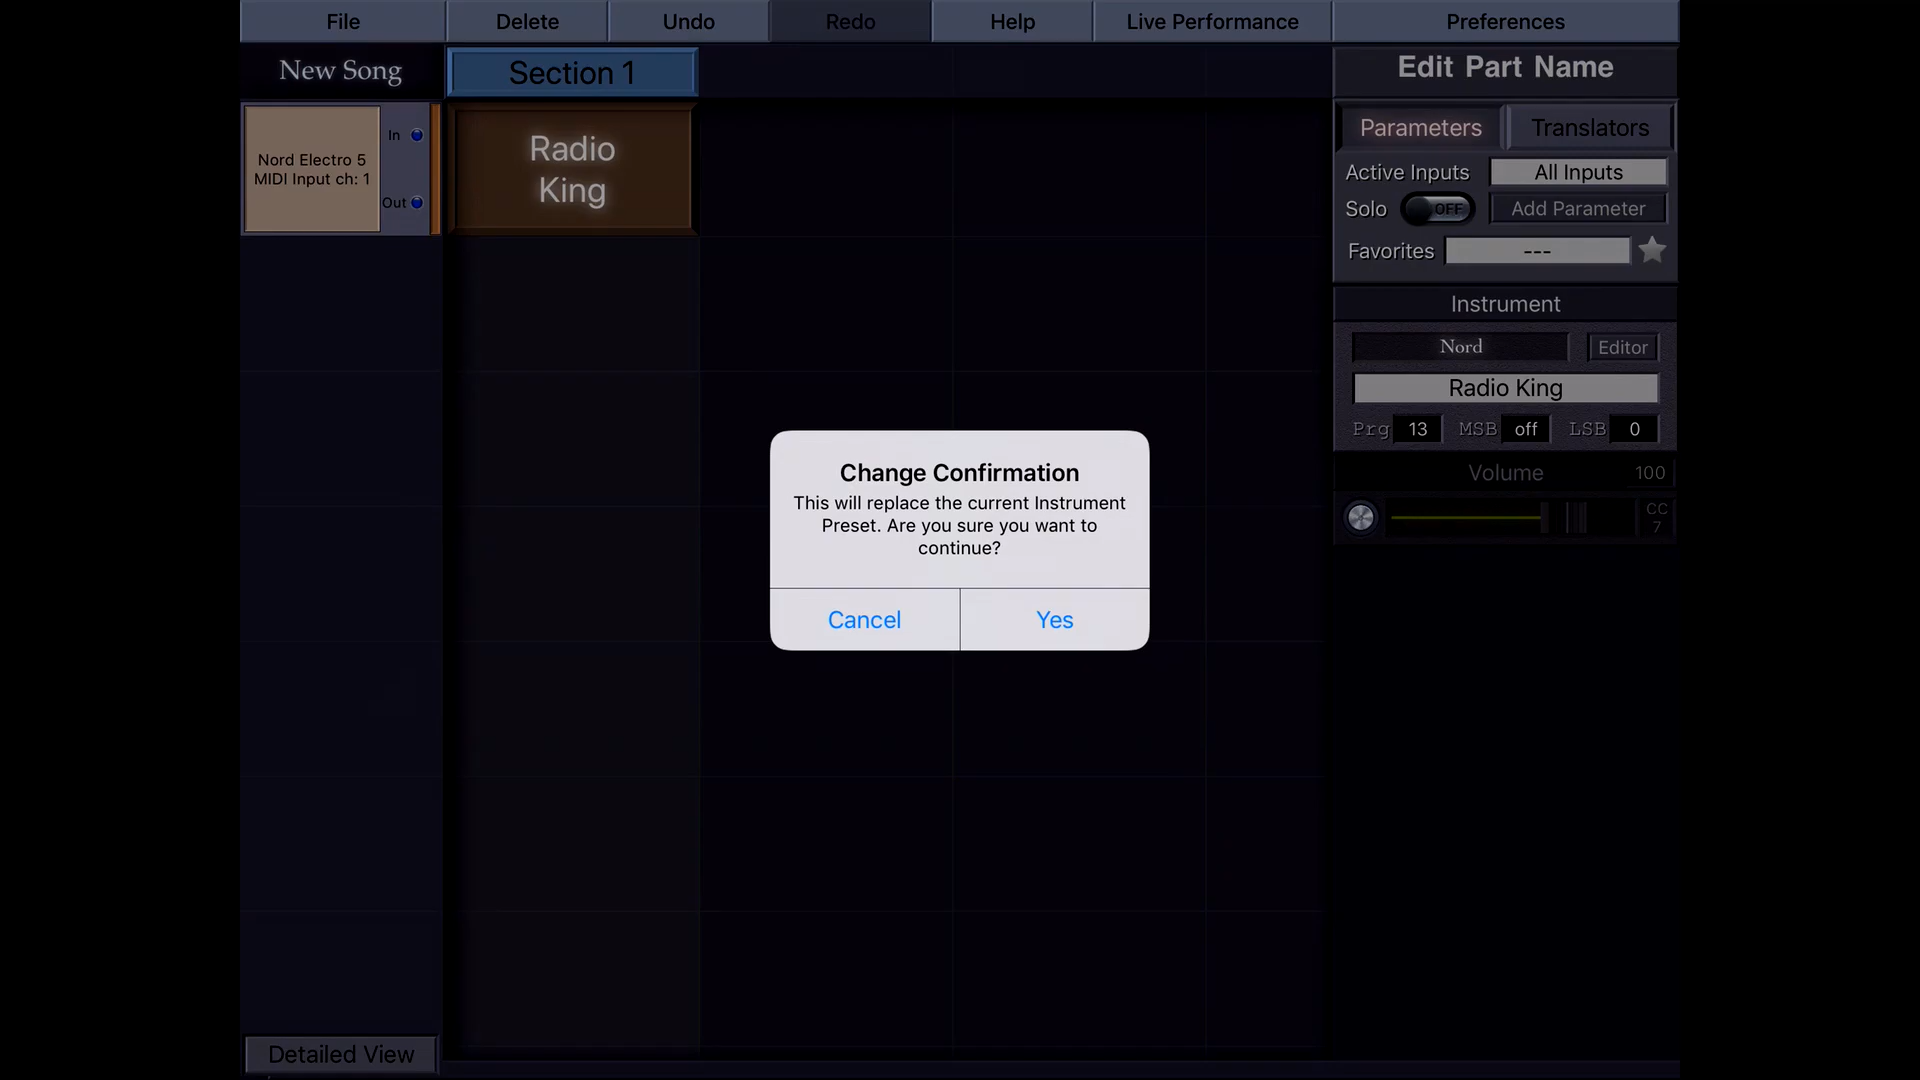 File
Delete
Undo
Redo
Help
Live Performance
Preferences
New Song
Section 1
Edit Part Name
Nord Electro 5
MIDI Input ch: 1
In
Out
Radio
King
Parameters
Translators
Active Inputs
All Inputs
Solo
OFF
Add Parameter
Favorites
---
Instrument
Nord
Editor
Radio King
Prg 13 MSB off LSB 0
Volume
100
CC
7
Change Confirmation
This will replace the current Instrument
Preset. Are you sure you want to
continue?
Cancel
Yes
Detailed View